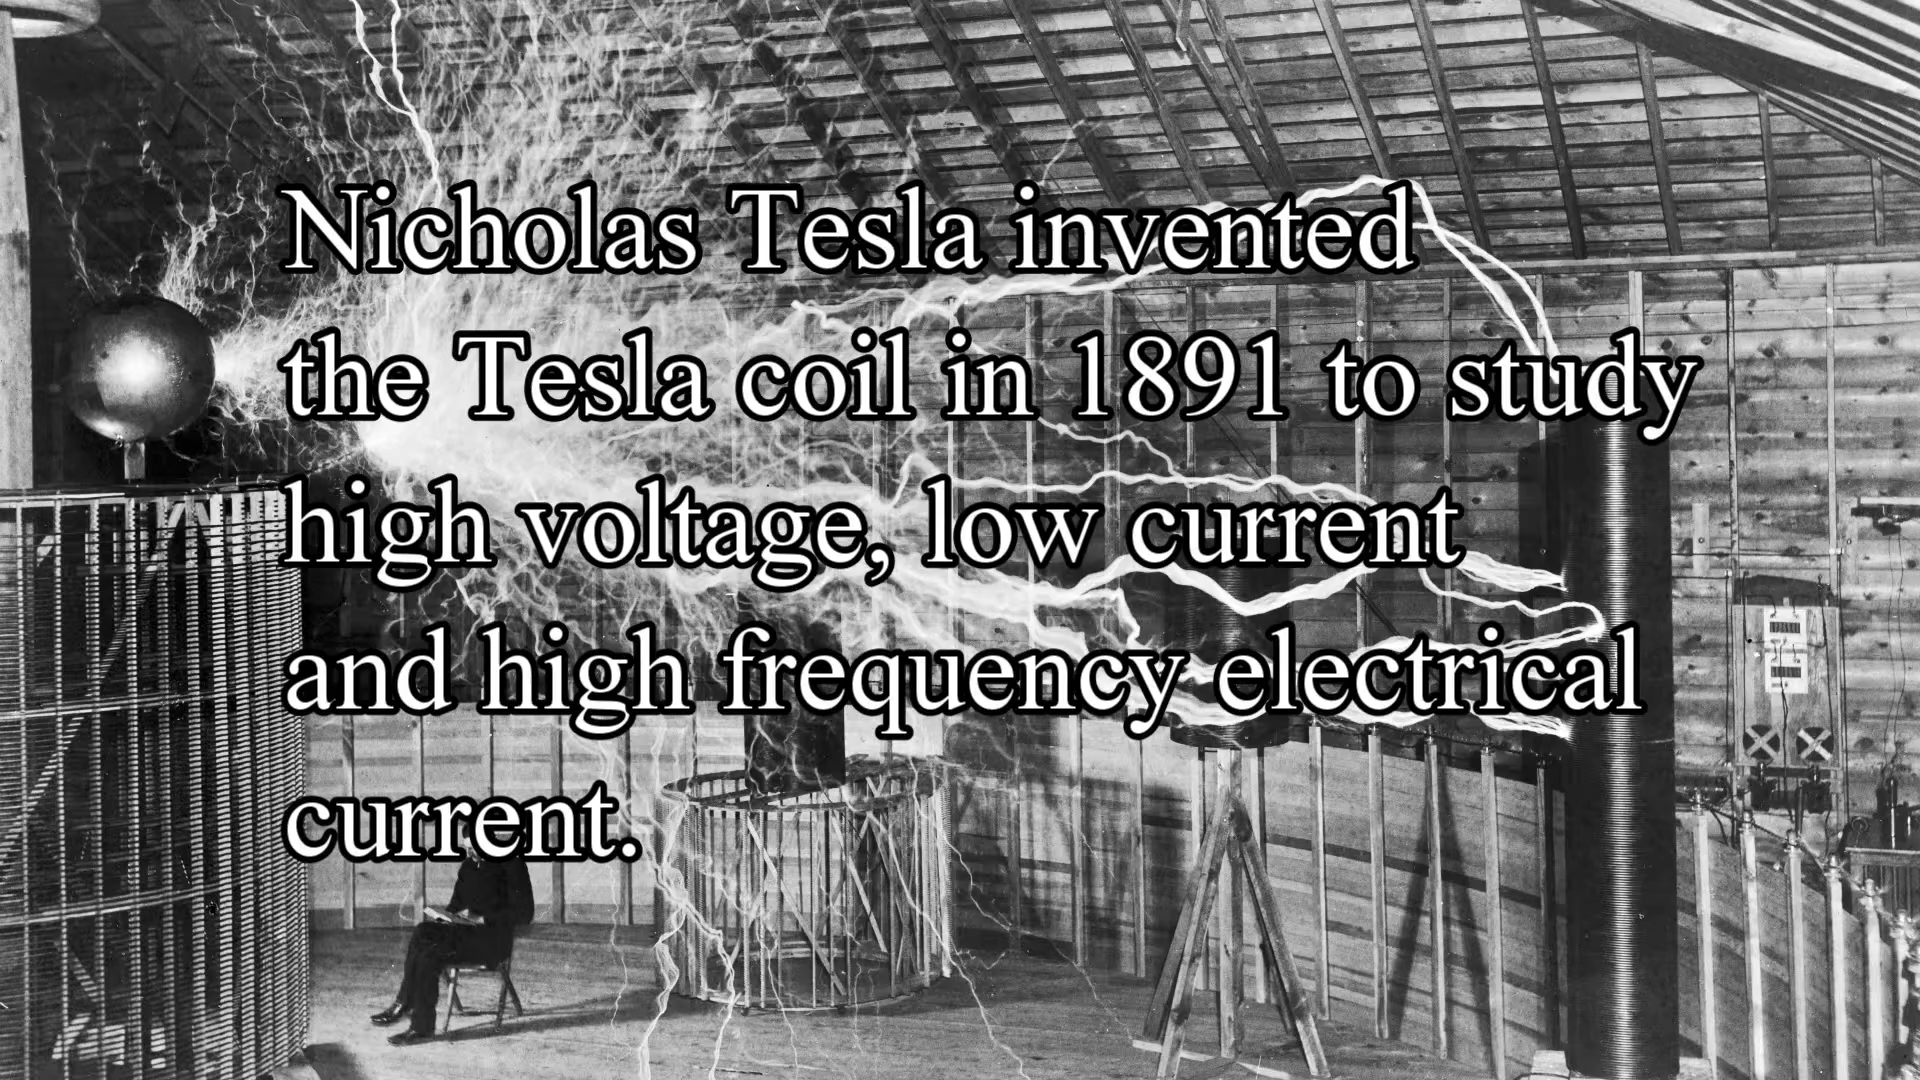 Nicholas Tesla invented
the Tesla coil in 1891 to study
high voltage, low current
and high frequency electrical
current.